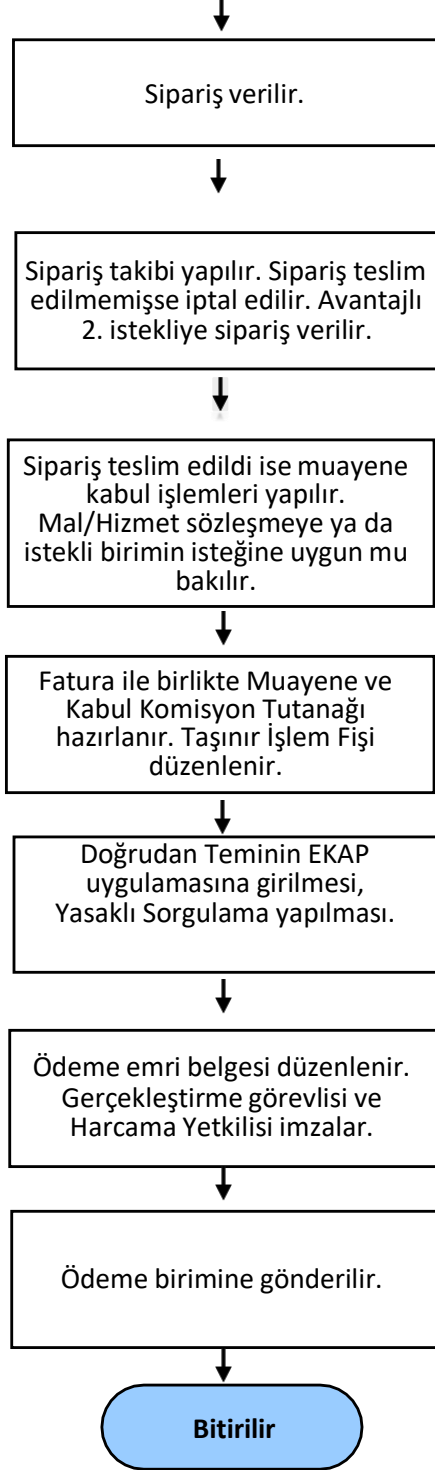 Sipariş verilir.
Sipariş takibi yapılır. Sipariş teslim
edilmemişse iptal edilir. Avantajlı
2. istekliye sipariş verilir.
Sipariş teslim edildi ise muayene
kabul işlemleri yapılır.
Mal/Hizmet sözleşmeye ya da
istekli birimin isteğine uygun mu
bakılır.
Fatura ile birlikte Muayene ve
Kabul Komisyon Tutanağı
hazırlanır. Taşınır İşlem Fişi
düzenlenir.
Doğrudan Teminin EKAP
uygulamasına girilmesi,
Yasaklı Sorgulama yapılması.
Ödeme emri belgesi düzenlenir.
Gerçekleştirme görevlisi ve
Harcama Yetkilisi imzalar.
Ödeme birimine gönderilir.
Bitirilir